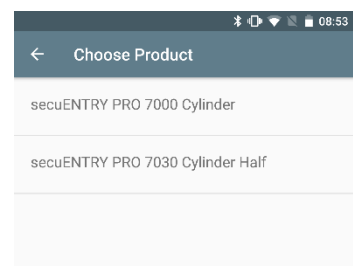 08:53
Choose Product
secuENTRY PRO 7000 Cylinder
secuENTRY PRO 7030 Cylinder Half